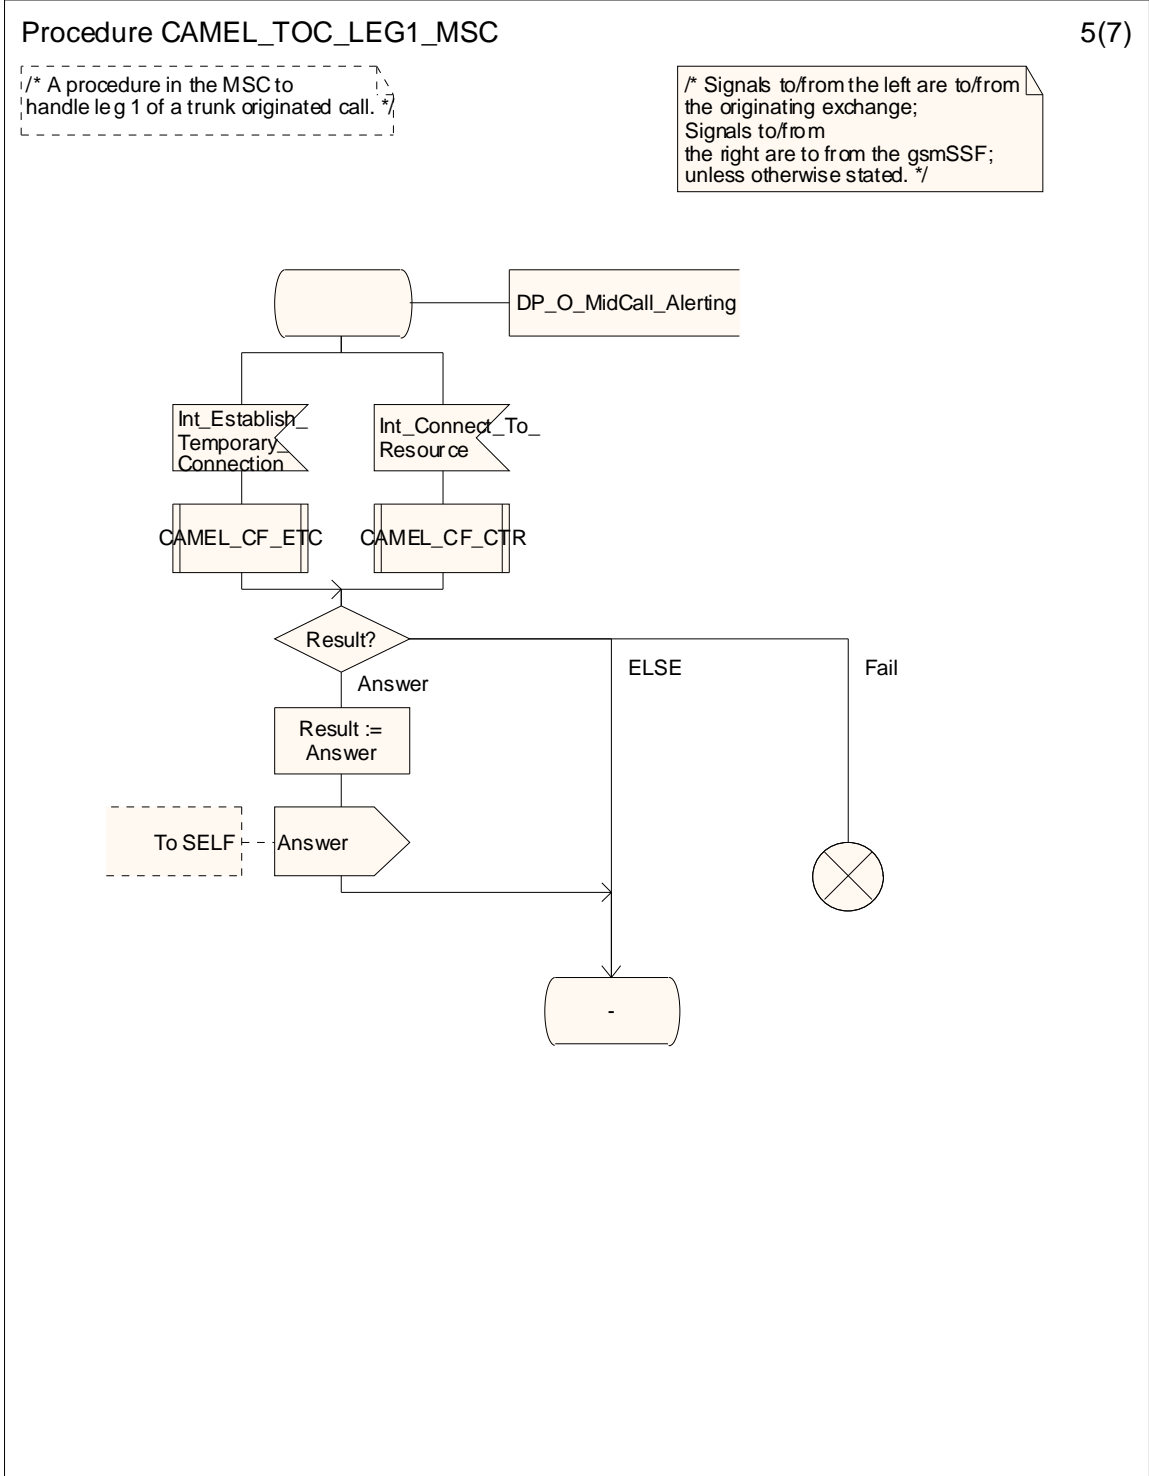 Procedure CAMEL_TOC_LEG1_MSC
5(7)
/* A procedure in the MSC to
handle leg 1 of a trunk originated call. */
/* Signals to/from the left are to/from
the originating exchange;
Signals to/from
the right are to from the gsmSSF;
unless otherwise stated. */
DP_O_MidCall_Alerting
Int_Establish_
Temporary_
Connection
Int_Connect_To_
Resource
CAMEL_CF_ETC
CAMEL_CF_CTR
Result?
ELSE
Fail
Answer
Result :=
Answer
To SELF
Answer
-